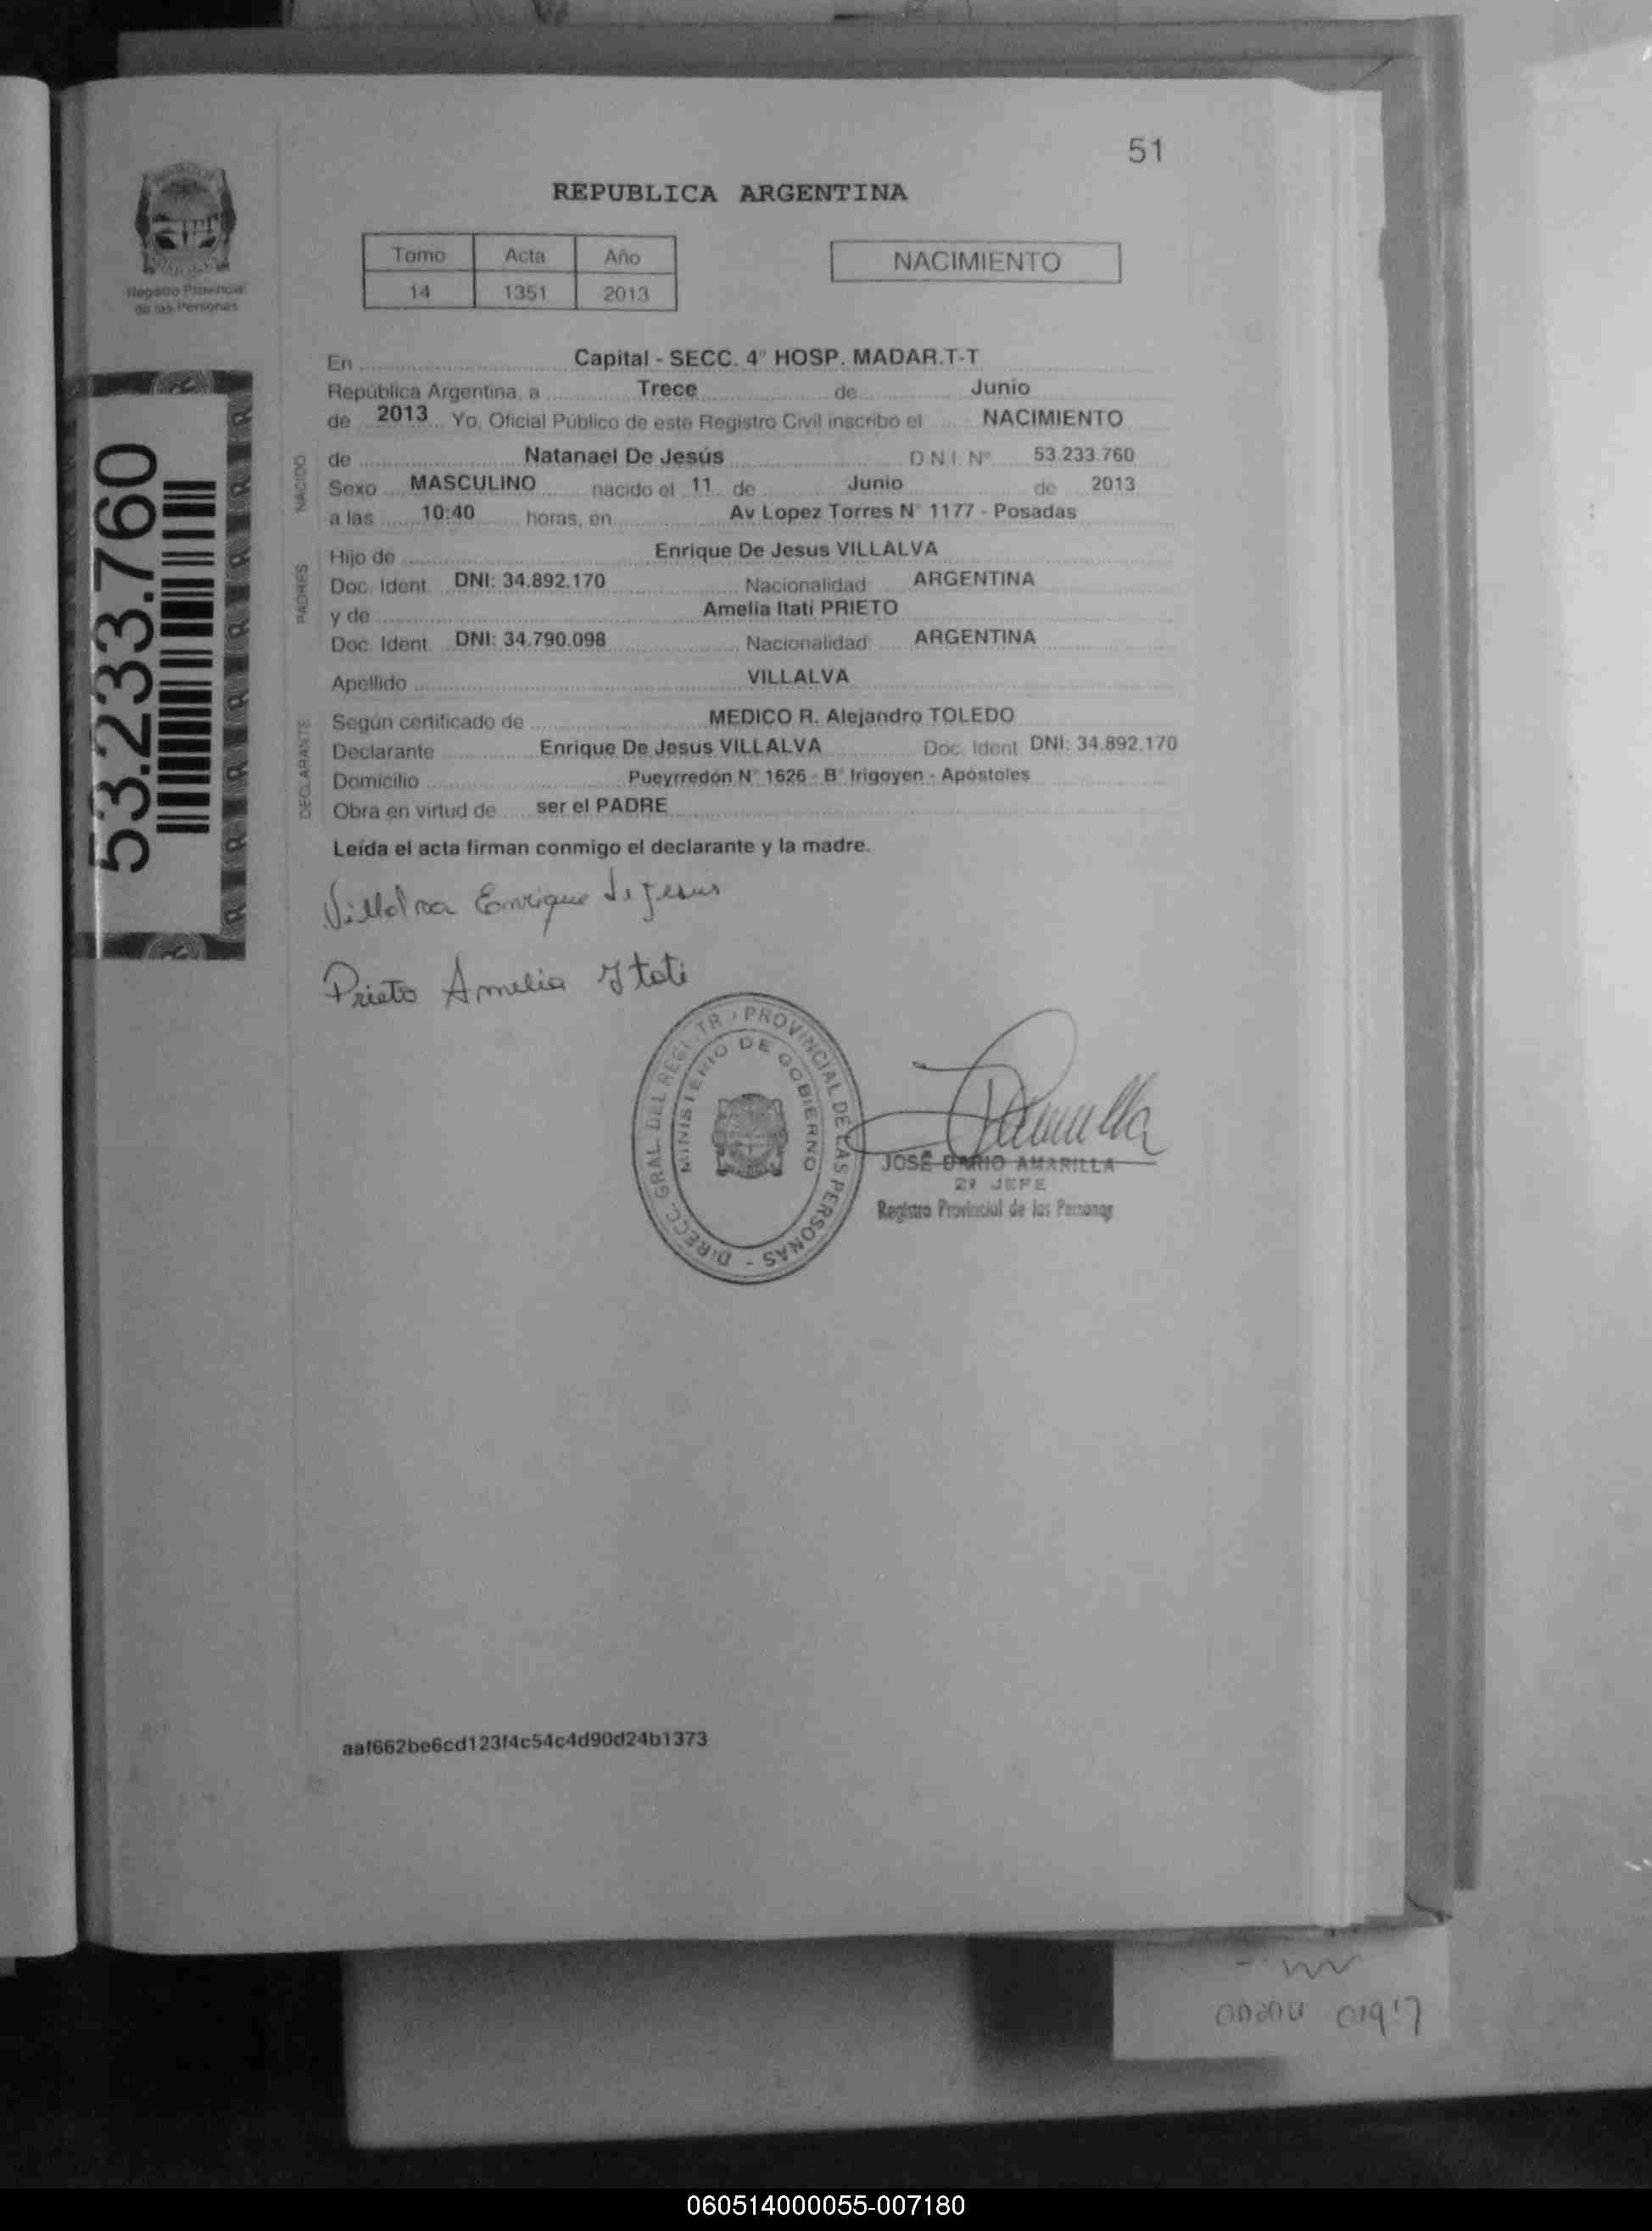 51
REPUBLICA ARGENTINA
Registro Provincial
de las Personas
Tomo Acta Año
14 1351 2013
NACIMIENTO
53.233.760
En Capital - SECC. 4° HOSP. MADAR.T-T
República Argentina, a Trece de Junio
de 2013 Yo, Oficial Público de este Registro Civil inscribo el NACIMIENTO
NACIDO
de Natanael De Jesús D.N.I. N° 53.233.760
Sexo MASCULINO nacido el 11 de Junio de 2013
a las 10:40 horas, en Av Lopez Torres N° 1177 - Posadas
PADRES
Hijo de Enrique De Jesus VILLALVA
Doc. Ident. DNI: 34.892.170 Nacionalidad ARGENTINA
y de Amelia Itati PRIETO
Doc. Ident. DNI: 34.790.098 Nacionalidad ARGENTINA
Apellido VILLALVA
DECLARANTE
Según certificado de MEDICO R. Alejandro TOLEDO
Declarante Enrique De Jesus VILLALVA Doc. Ident DNI: 34.892.170
Domicilio Pueyrredón N° 1626 - B° Irigoyen - Apóstoles
Obra en virtud de ser el PADRE
Leída el acta firman conmigo el declarante y la madre.
Villalva Enrique De Jesus
Prieto Amelia Itati
DIRECC. GRAL. DEL REGISTRO PROVINCIAL DE LAS PERSONAS -
MINISTERIO DE GOBIERNO
JOSÉ DARIO AMARILLA
2º JEFE
Registro Provincial de las Personas
aaf662be6cd123f4c54c4d90d24b1373
060514000055-007180